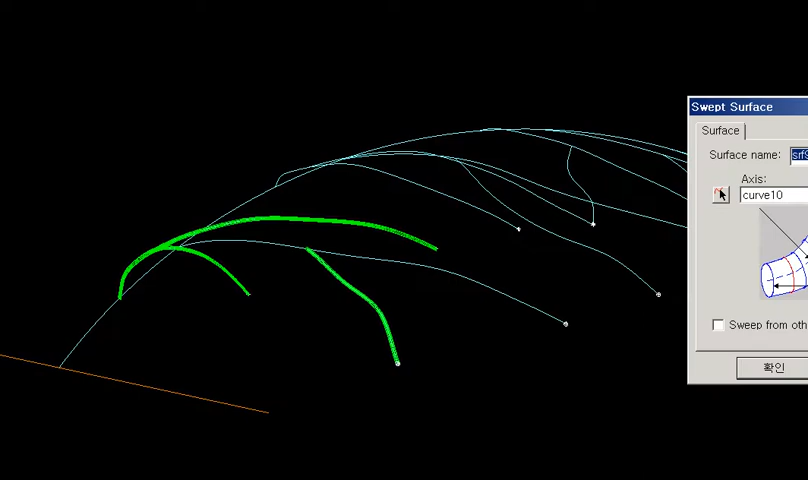 Swept Surface
Surface
Surface name:
Axis:
curve10
Sweep from oth
확인